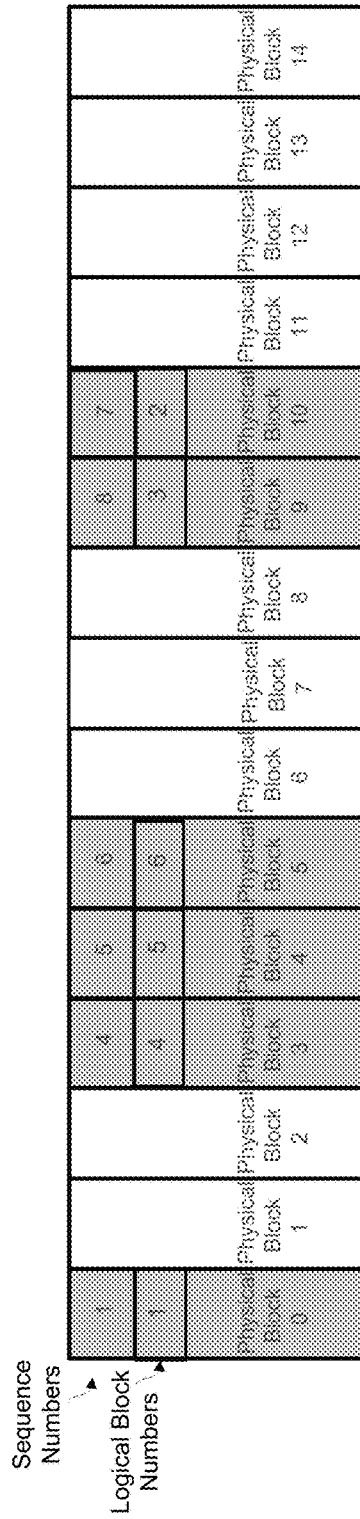 Sequence
Numbers
Logical Block
Numbers
1
4
5
6
8
7
1
4
5
6
3
2
Physical
Block
0
Physical
Block
1
Physical
Block
2
Physical
Block
3
Physical
Block
4
Physical
Block
5
Physical
Block
6
Physical
Block
7
Physical
Block
8
Physical
Block
9
Physical
Block
10
Physical
Block
11
Physical
Block
12
Physical
Block
13
Physical
Block
14